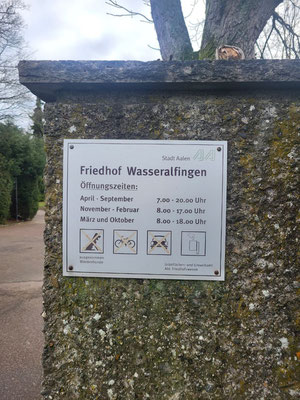 Stadt Aalen
Friedhof Wasseralfingen
Öffnungszeiten:
April - September 7.00 - 20.00 Uhr
November - Februar 8.00 - 17.00 Uhr
März und Oktober 8.00 - 18.00 Uhr